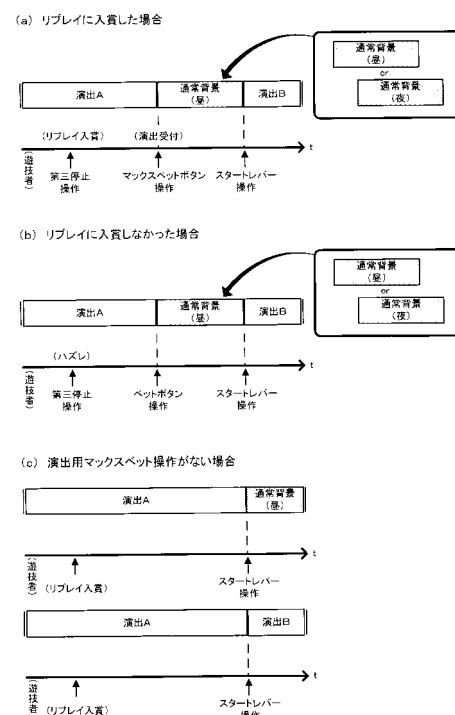 (a) リプレイに入賞した場合
通常背景
(昼)
or
通常背景
(夜)
演出A
通常背景
(昼)
演出B
(リプレイ入賞)
(演出受付)
t
(遊技者)
第三停止
操作
マックスベットボタン
操作
スタートレバー
操作
(b) リプレイに入賞しなかった場合
通常背景
(昼)
or
通常背景
(夜)
演出A
通常背景
(昼)
演出B
(ハズレ)
t
(遊技者)
第三停止
操作
ベットボタン
操作
スタートレバー
操作
(c) 演出用マックスベット操作がない場合
演出A
通常背景
(昼)
t
(遊技者)
(リプレイ入賞)
スタートレバー
操作
演出A
演出B
t
(遊技者)
(リプレイ入賞)
スタートレバー
操作